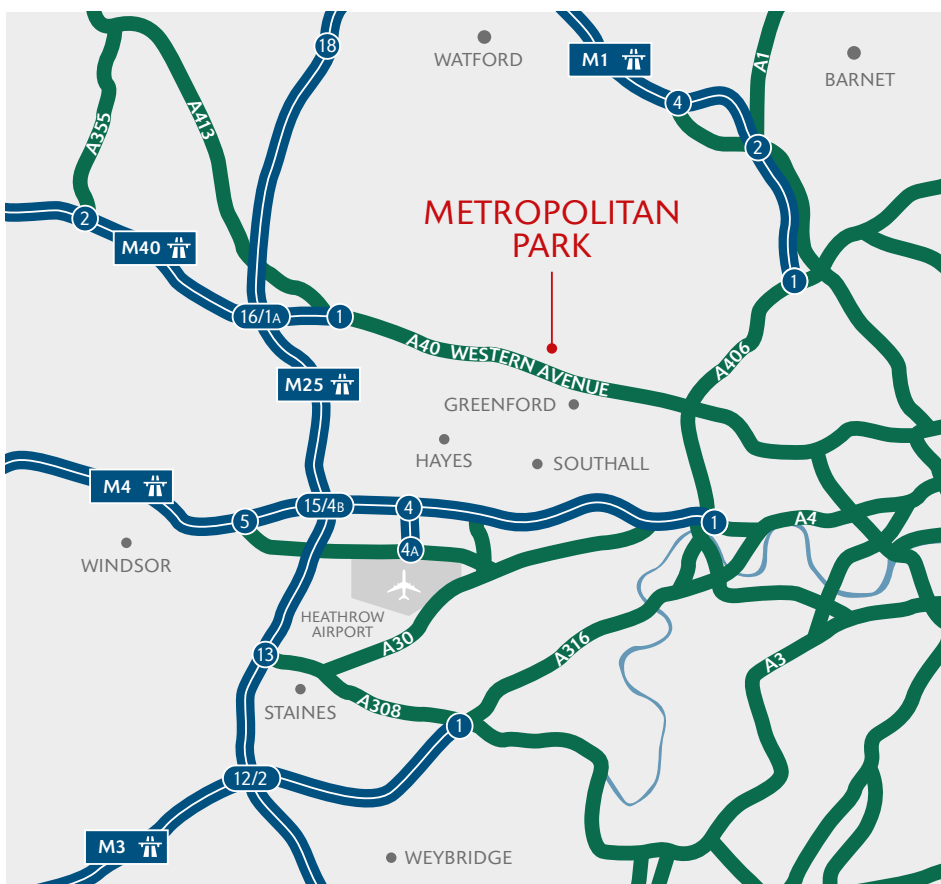 18
WATFORD
M1
A1
BARNET
4
A413
A355
2
2
METROPOLITAN
PARK
M40
1
16/1A
1
A40 WESTERN AVENUE
A406
M25
GREENFORD
HAYES
SOUTHALL
M4
15/4B
4
5
1
A4
4A
WINDSOR
HEATHROW
AIRPORT
A30
A316
13
A3
STAINES
A308
1
12/2
M3
WEYBRIDGE